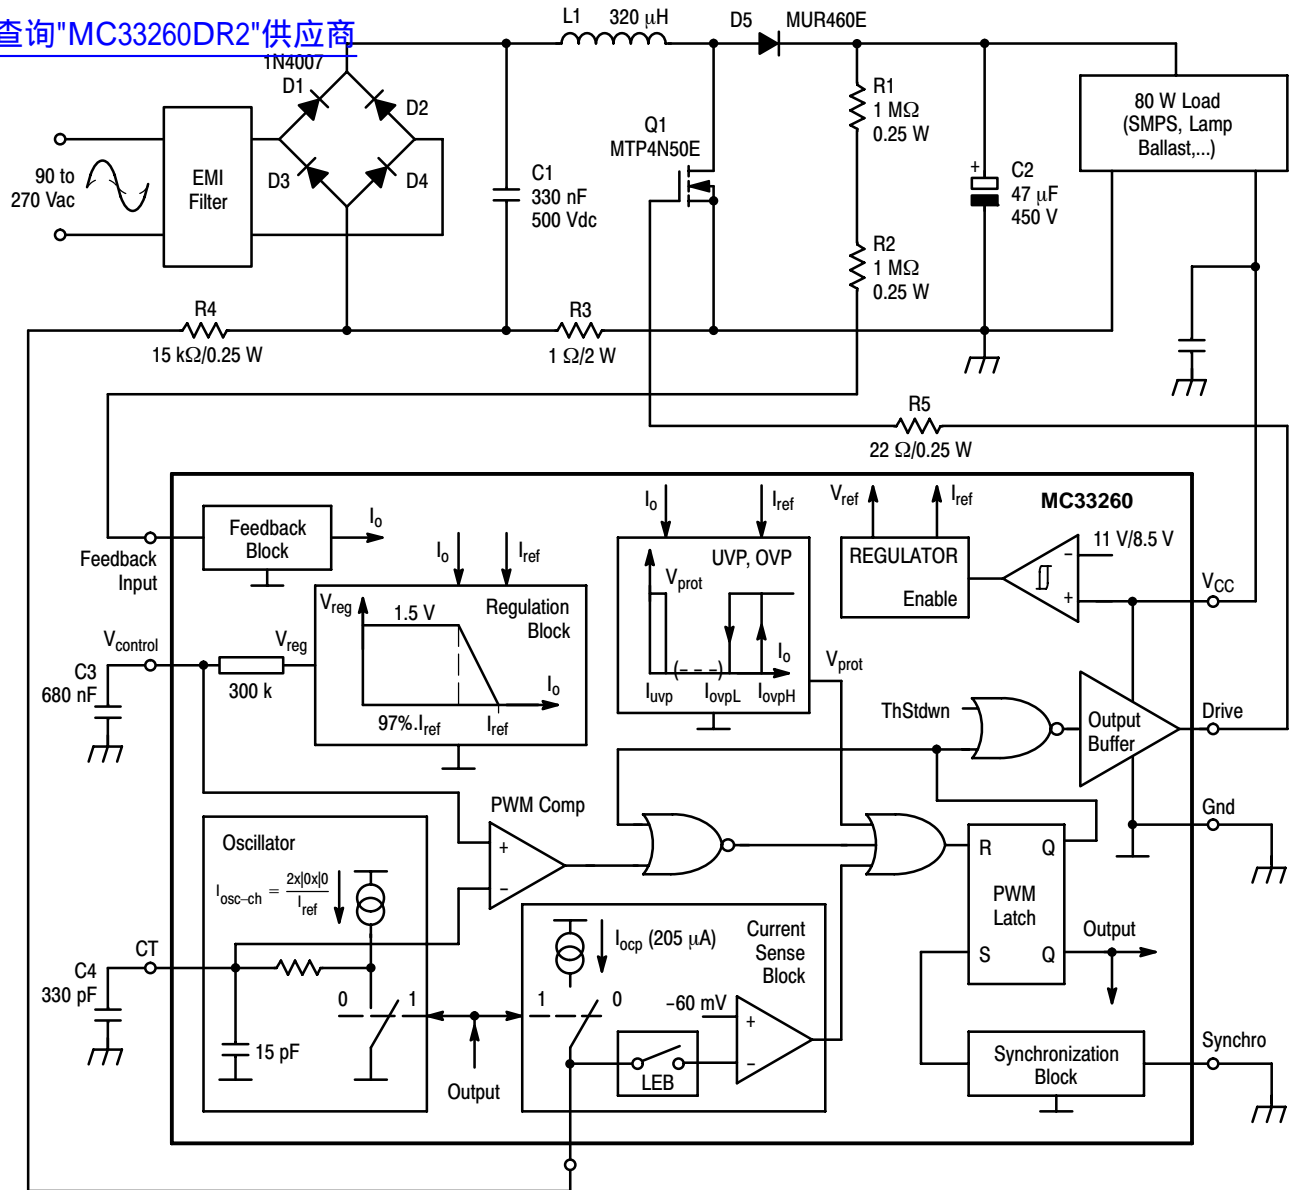 查询"MC33260DR2"供应商
L1 320 μH
D5 MUR460E
1N4007
D1
D2
D3
D4
90 to
270 Vac
EMI
Filter
C1
330 nF
500 Vdc
Q1
MTP4N50E
R1
1 MΩ
0.25 W
R2
1 MΩ
0.25 W
+
C2
47 μF
450 V
80 W Load
(SMPS, Lamp
Ballast,...)
R4
15 kΩ/0.25 W
R3
1 Ω/2 W
R5
22 Ω/0.25 W
MC33260
Feedback
Input
Feedback
Block
Io
Io
Iref
Vreg
1.5 V
Regulation
Block
Io
97%.Iref
Iref
Vcontrol
C3
680 nF
300 k
Vreg
Io
Iref
UVP, OVP
Vprot
Io
(- - - -)
Iuvp
IovpL
IovpH
Vprot
Vref
Iref
REGULATOR
Enable
11 V/8.5 V
−
+
VCC
ThStdwn
Output
Buffer
Drive
Gnd
PWM Comp
+
−
Oscillator
Iosc−ch = 2x|0x|0 / Iref
CT
C4
330 pF
0
1
15 pF
Output
Iocp (205 μA)
Current
Sense
Block
1
0
−60 mV
+
−
LEB
R
Q
PWM
Latch
S
Q
Output
Synchronization
Block
Synchro